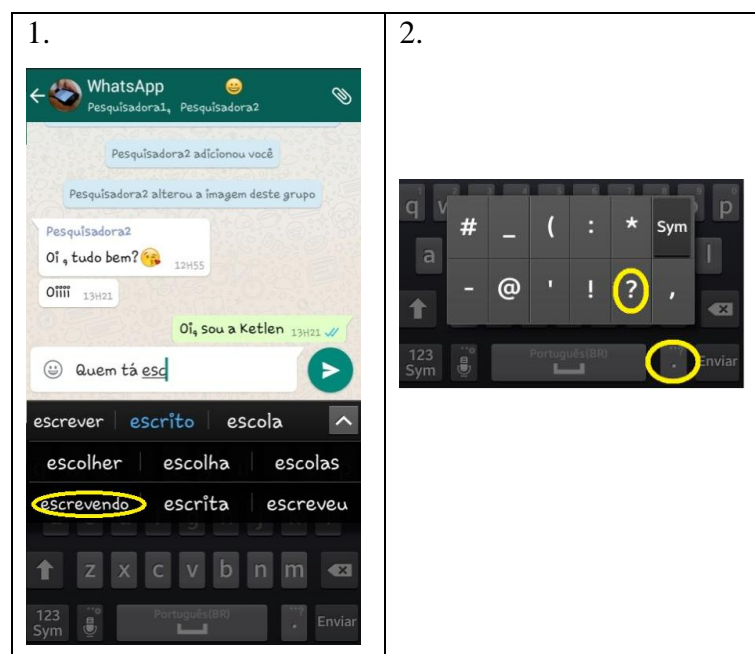 1.
WhatsApp
Pesquisadora1, Pesquisadora2
Pesquisadora2 adicionou você
Pesquisadora2 alterou a imagem deste grupo
Pesquisadora2
Oi, tudo bem? 12H55
Oiiii 13H21
Oi, sou a Ketlen 13H21
Quem tá esc
escrever escrito escola
escolher escolha escolas
escrevendo escrita escreveu
z x c v b n m
123 Português(BR) Enviar
Sym .
2.
q p
# _ ( : * Sym
a l
- @ ' ! ? ,
123 Português(BR) Enviar
Sym .